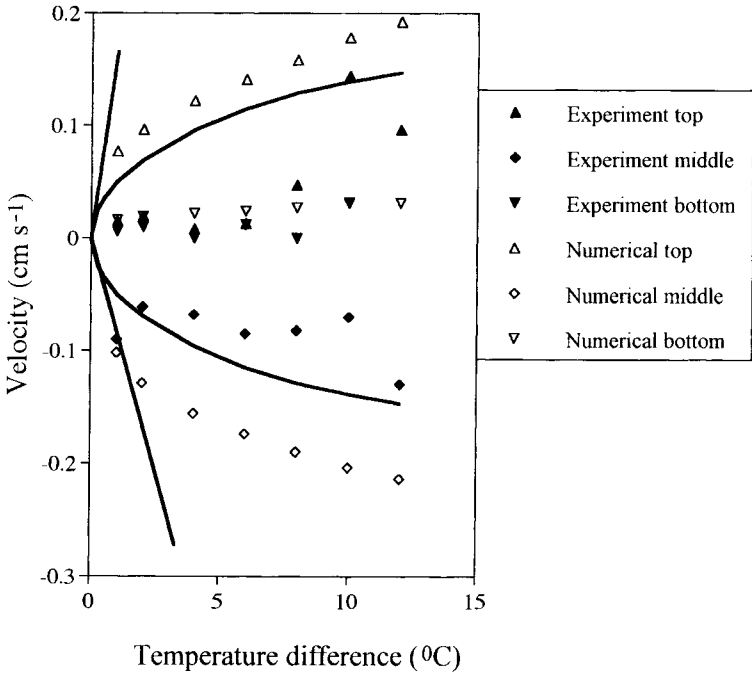 0.2
0.1
0
-0.1
-0.2
-0.3
Velocity (cm s⁻¹)
0
5
10
15
Temperature difference (⁰C)
Experiment top
Experiment middle
Experiment bottom
Numerical top
Numerical middle
Numerical bottom